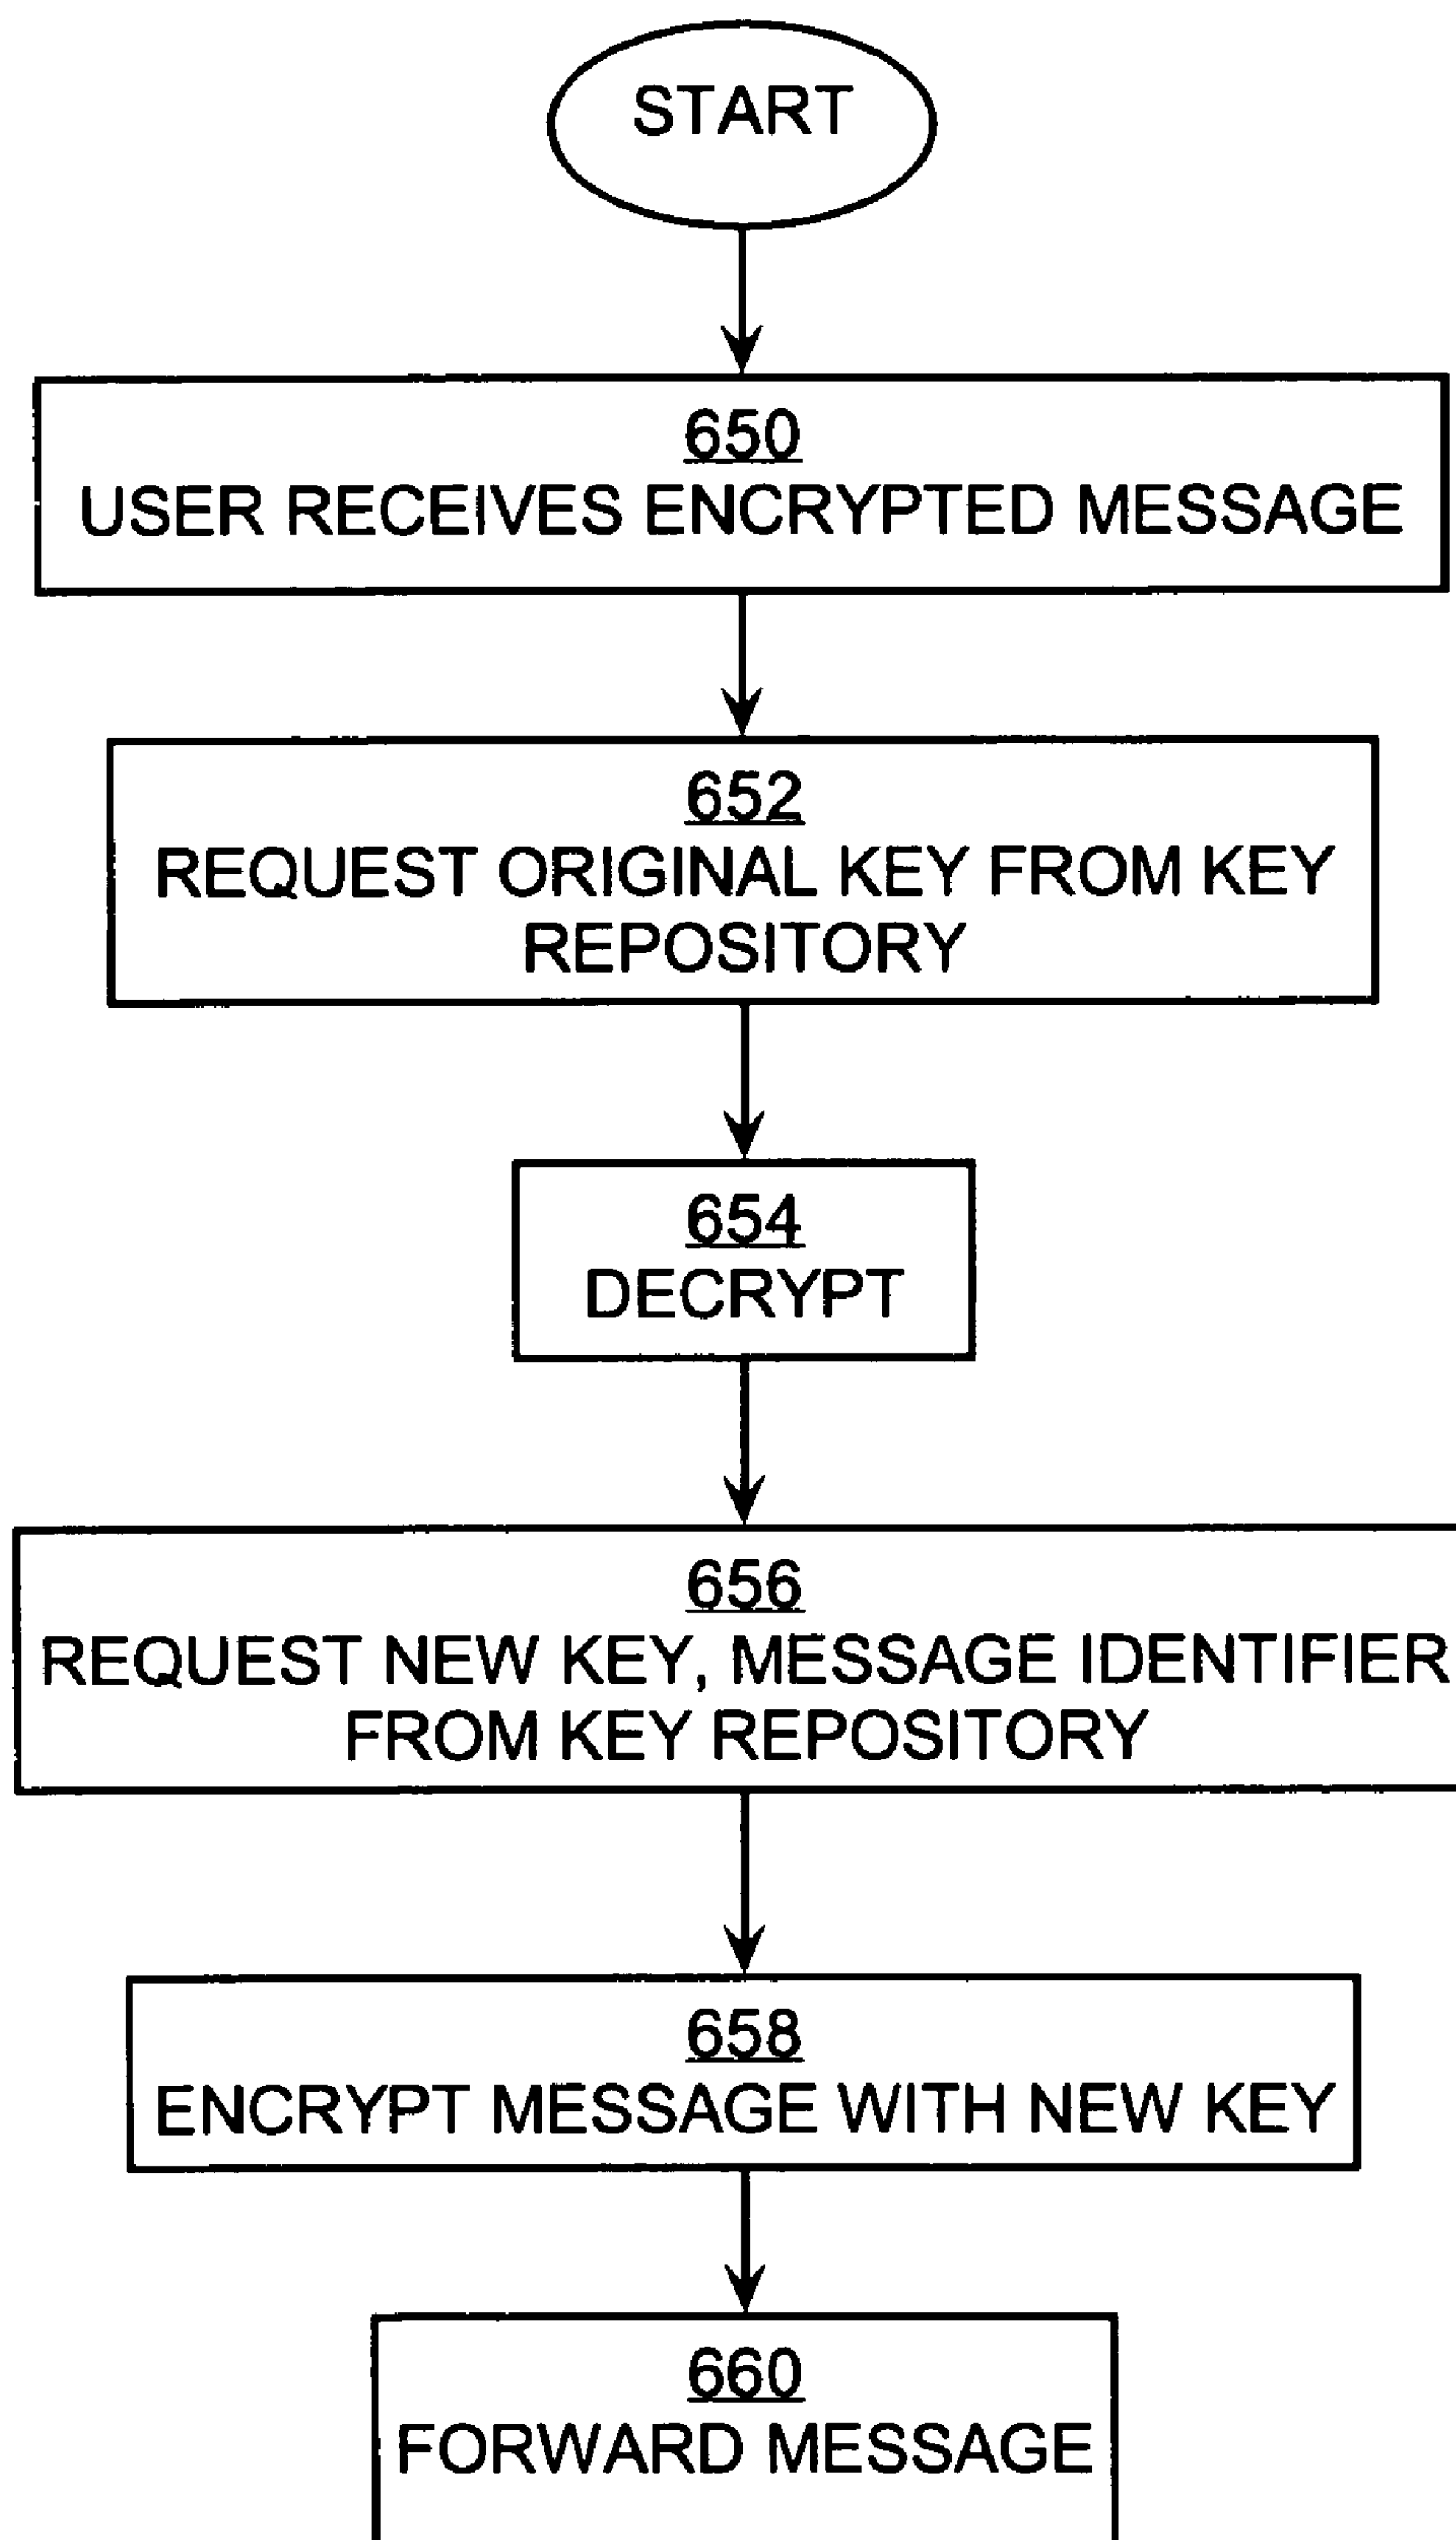 START
650
USER RECEIVES ENCRYPTED MESSAGE
652
REQUEST ORIGINAL KEY FROM KEY
REPOSITORY
654
DECRYPT
656
REQUEST NEW KEY, MESSAGE IDENTIFIER
FROM KEY REPOSITORY
658
ENCRYPT MESSAGE WITH NEW KEY
660
FORWARD MESSAGE